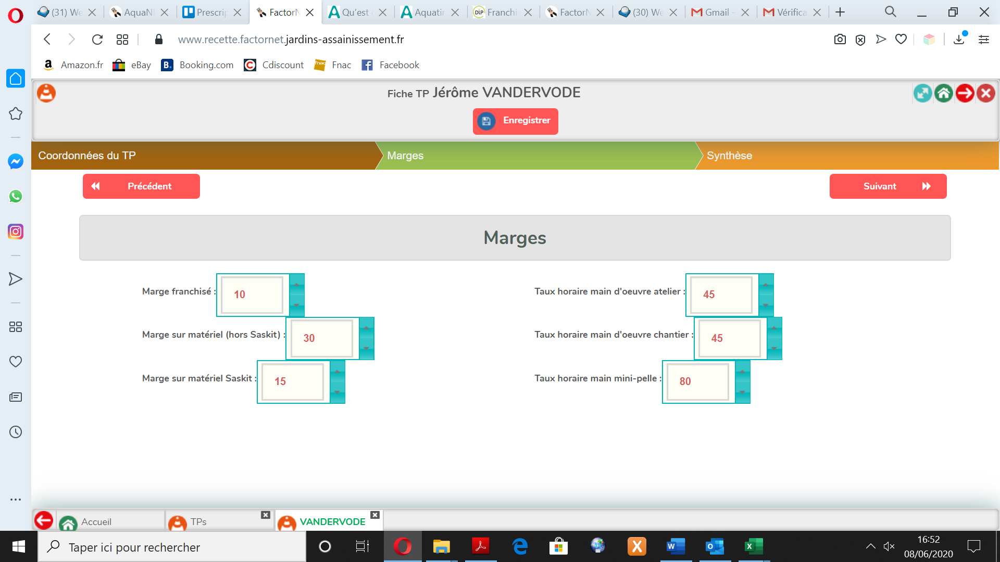 (31) We
AquaN
Prescrip
FactorN
Qu'est
Aquatir
Franchi
FactorN
(30) We
Gmail -
Vérifica
www.recette.factornet.jardins-assainissement.fr
Amazon.fr
eBay
Booking.com
Cdiscount
Fnac
Facebook
Fiche TP Jérôme VANDERVODE
Enregistrer
Coordonnées du TP
Marges
Synthèse
Précédent
Suivant
Marges
Marge franchisé : 10
Taux horaire main d'oeuvre atelier : 45
Marge sur matériel (hors Saskit) : 30
Taux horaire main d'oeuvre chantier : 45
Marge sur matériel Saskit : 15
Taux horaire main mini-pelle : 80
Accueil
TPs
VANDERVODE
Taper ici pour rechercher
16:52
08/06/2020